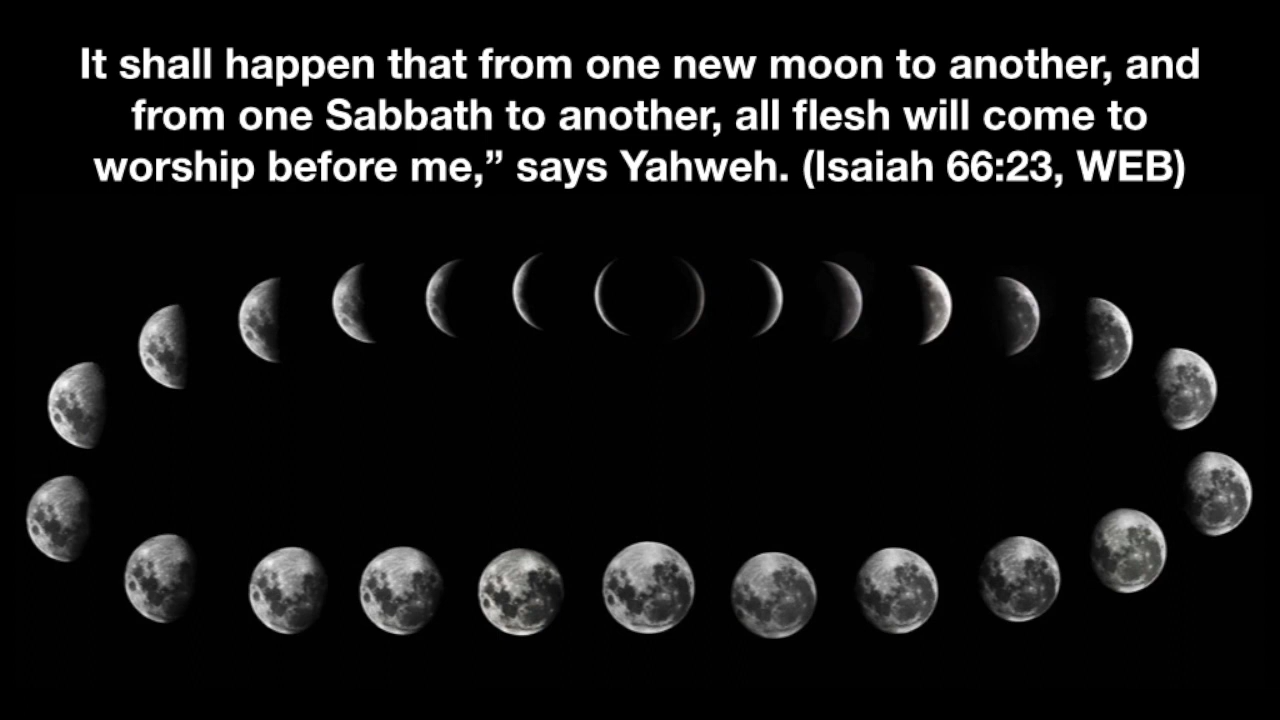 It shall happen that from one new moon to another, and
from one Sabbath to another, all flesh will come to
worship before me,” says Yahweh. (Isaiah 66:23, WEB)